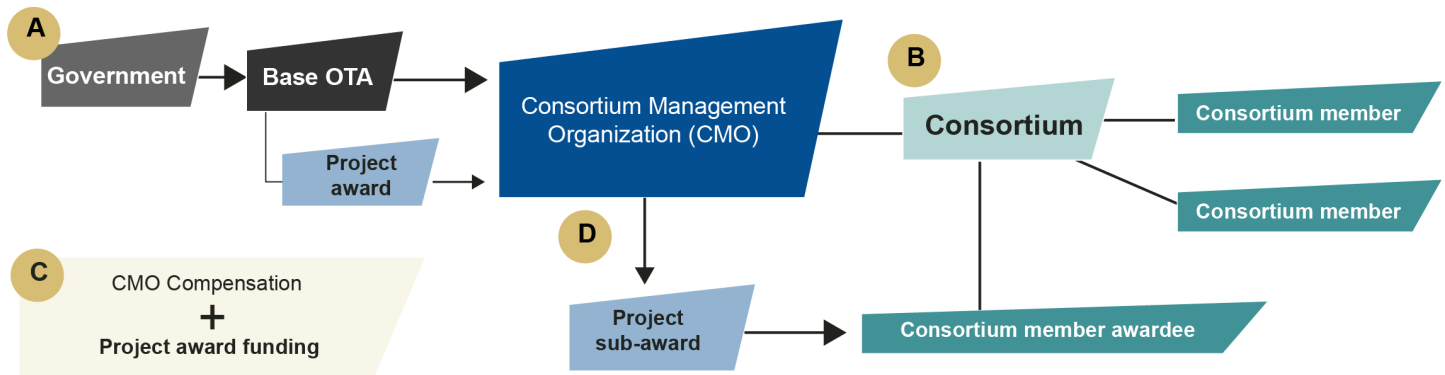 A
Government
Base OTA
Project
award
Consortium Management
Organization (CMO)
B
Consortium
Consortium member
Consortium member
C
CMO Compensation
+
Project award funding
D
Project
sub-award
Consortium member awardee